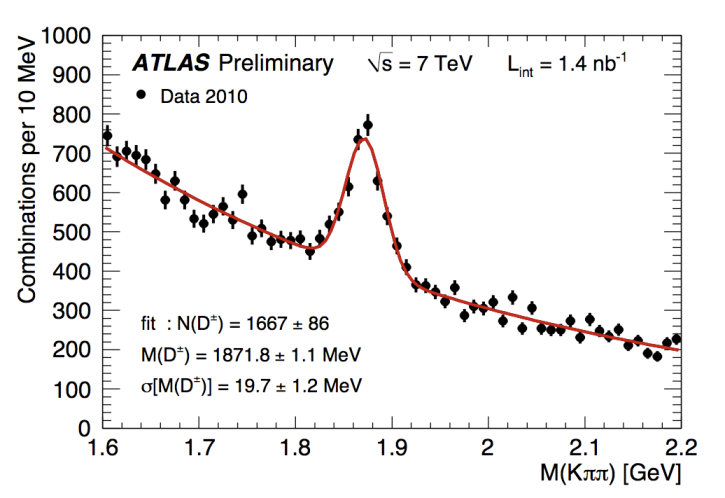 1000
900
800
700
600
500
400
300
200
100
0
Combinations per 10 MeV
ATLAS Preliminary √s = 7 TeV L_int = 1.4 nb⁻¹
Data 2010
fit : N(D±) = 1667 ± 86
M(D±) = 1871.8 ± 1.1 MeV
σ[M(D±)] = 19.7 ± 1.2 MeV
1.6 1.7 1.8 1.9 2 2.1 2.2
M(Kππ) [GeV]